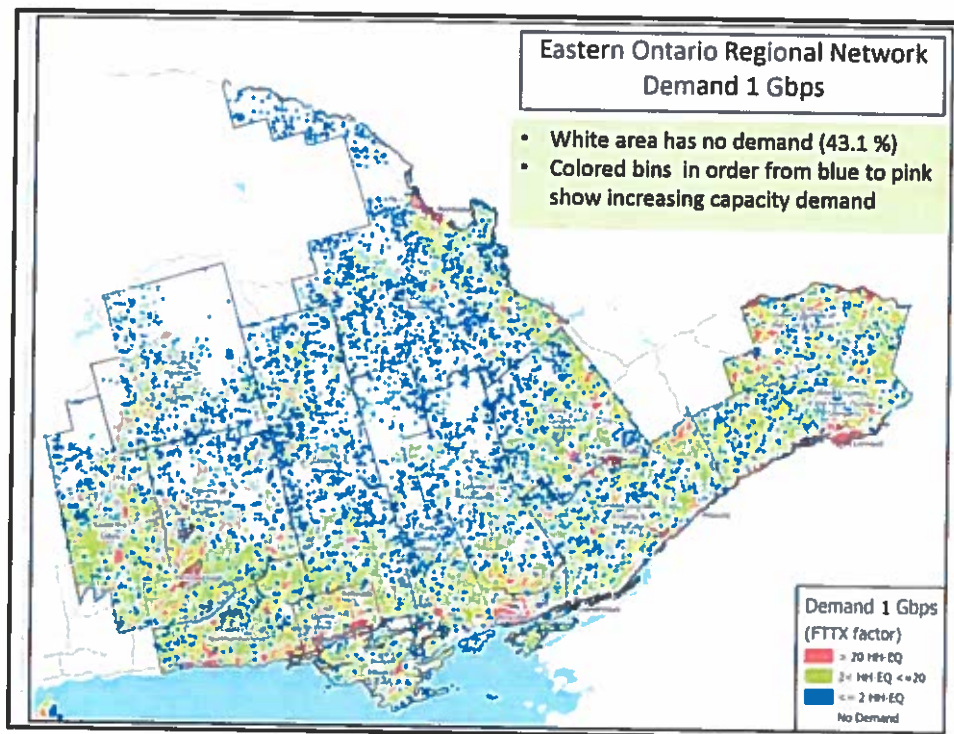 Eastern Ontario Regional Network
Demand 1 Gbps
• White area has no demand (43.1 %)
• Colored bins in order from blue to pink
show increasing capacity demand
Demand 1 Gbps
(FTTX factor)
> 20 HH-EQ
2< HH-EQ <=20
<= 2 HH-EQ
No Demand